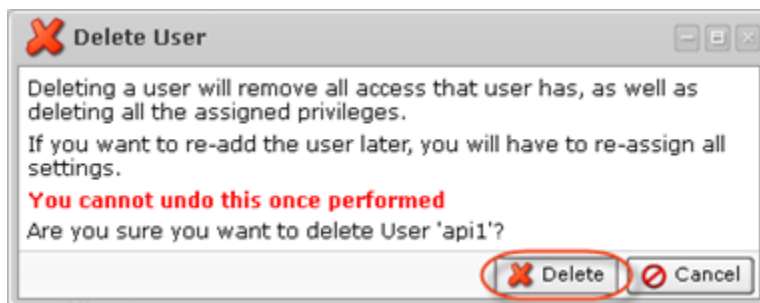 Delete User
Deleting a user will remove all access that user has, as well as
deleting all the assigned privileges.
If you want to re-add the user later, you will have to re-assign all
settings.
You cannot undo this once performed
Are you sure you want to delete User 'api1'?
Delete Cancel